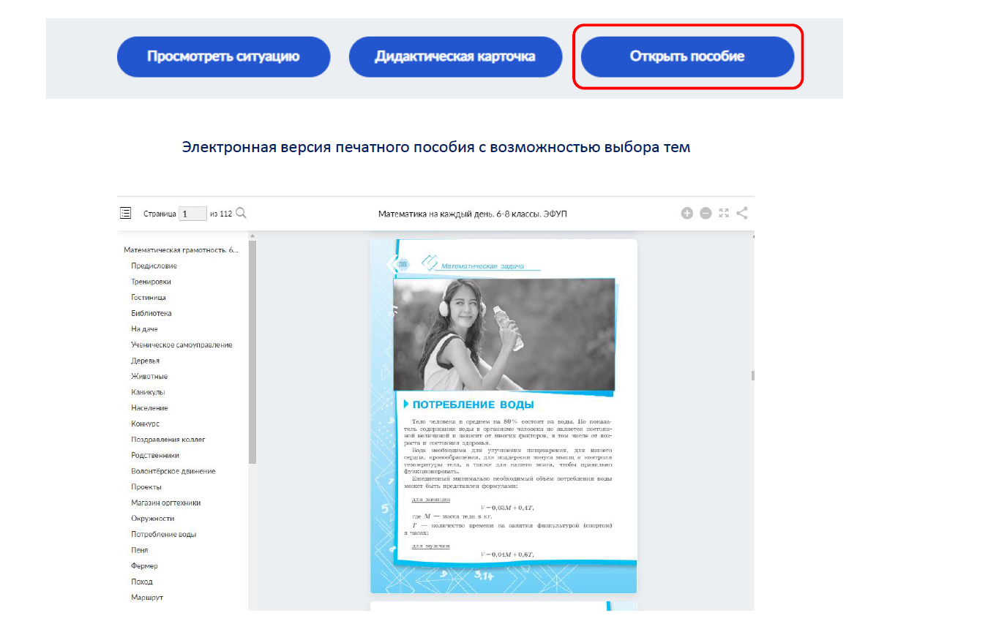 Просмотреть ситуацию
Дидактическая карточка
Открыть пособие
Электронная версия печатного пособия с возможностью выбора тем
Страница 1 из 112
Математика на каждый день. 6-8 классы. ЭФУП
Математическая грамотность. 6...
Предисловие
Тренировки
Гостиница
Библиотека
На даче
Ученическое самоуправление
Деревья
Животные
Каникулы
Население
Конкурс
Поздравления коллег
Родственники
Волонтёрское движение
Проекты
Магазин оргтехники
Окружности
Потребление воды
Пеня
Фермер
Поход
Маршрут
38
Математическая задача
ПОТРЕБЛЕНИЕ ВОДЫ
Тело человека в среднем на 80% состоит из воды. Но показа-
тель содержания воды в организме человека не является постоян-
ной величиной и зависит от многих факторов, в том числе от воз-
раста и состояния здоровья.
Вода необходима для улучшения пищеварения, для нашего
сердца, кровообращения, для поддержки тонуса мышц и контроля
температуры тела, а также для нашего мозга, чтобы правильно
функционировать.
Ежедневный минимально необходимый объём потребления воды
может быть представлен формулами:
для женщин
V = 0,03M + 0,4T,
где M — масса тела в кг,
T — количество времени на занятия физкультурой (спортом)
в часах;
для мужчин
V = 0,04M + 0,6T,
9
3,14
5